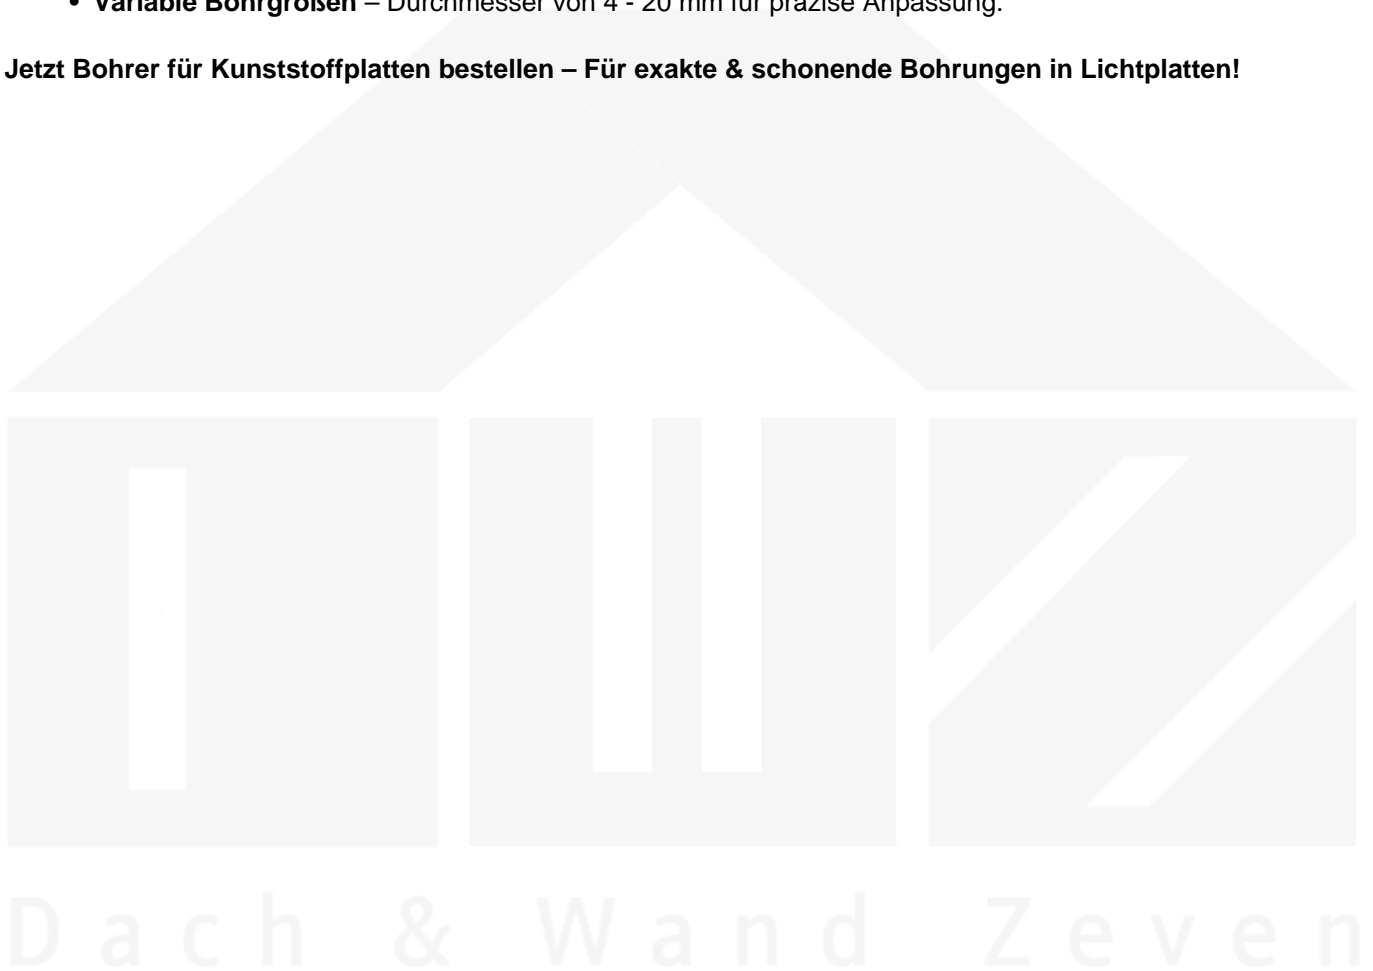 • Variable Bohrgrößen – Durchmesser von 4 - 20 mm für präzise Anpassung.
Jetzt Bohrer für Kunststoffplatten bestellen – Für exakte & schonende Bohrungen in Lichtplatten!
Dach & Wand Zeven